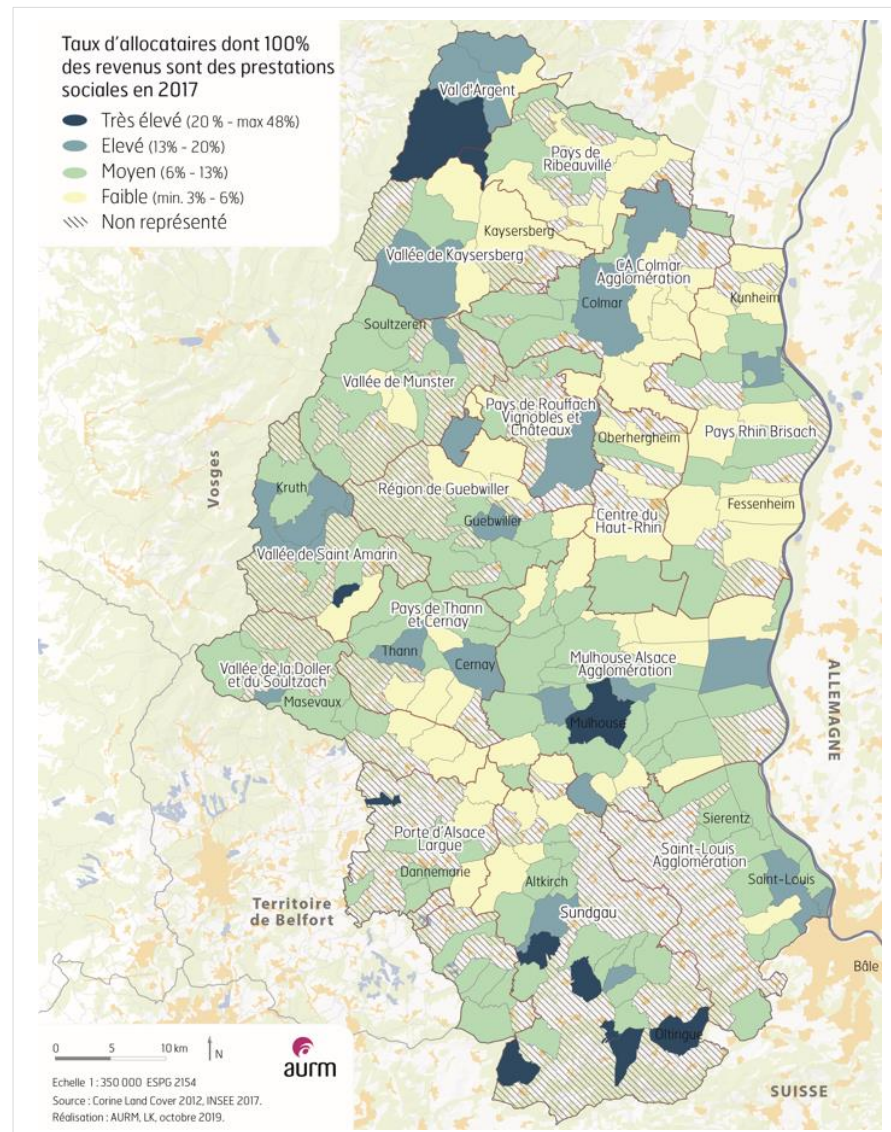 Taux d'allocataires dont 100%
des revenus sont des prestations
sociales en 2017
Très élevé (20 % - max 48%)
Elevé (13% - 20%)
Moyen (6% - 13%)
Faible (min. 3% - 6%)
Non représenté
Val d'Argent
Pays de
Ribeauvillé
Kaysersberg
Vallée de Kaysersberg
CA Colmar
Agglomération
Colmar
Kunheim
Soultzeren
Vallée de Munster
Pays de Rouffach
Vignobles et
Châteaux
Oberhergheim
Pays Rhin Brisach
Vosges
Kruth
Région de Guebwiller
Guebwiller
Centre du
Haut-Rhin
Fessenheim
Vallée de Saint Amarin
Pays de Thann
et Cernay
Thann
Cernay
Vallée de la Doller
et du Soultzach
Masevaux
Mulhouse Alsace
Agglomération
Mulhouse
ALLEMAGNE
Porte d'Alsace
Largue
Dannemarie
Sierentz
Saint-Louis
Agglomération
Saint-Louis
Altkirch
Sundgau
Territoire
de Belfort
Bâle
Oltingue
SUISSE
0 5 10 km N
aurm
Echelle 1 : 350 000 ESPG 2154
Source : Corine Land Cover 2012, INSEE 2017.
Réalisation : AURM, LK, octobre 2019.